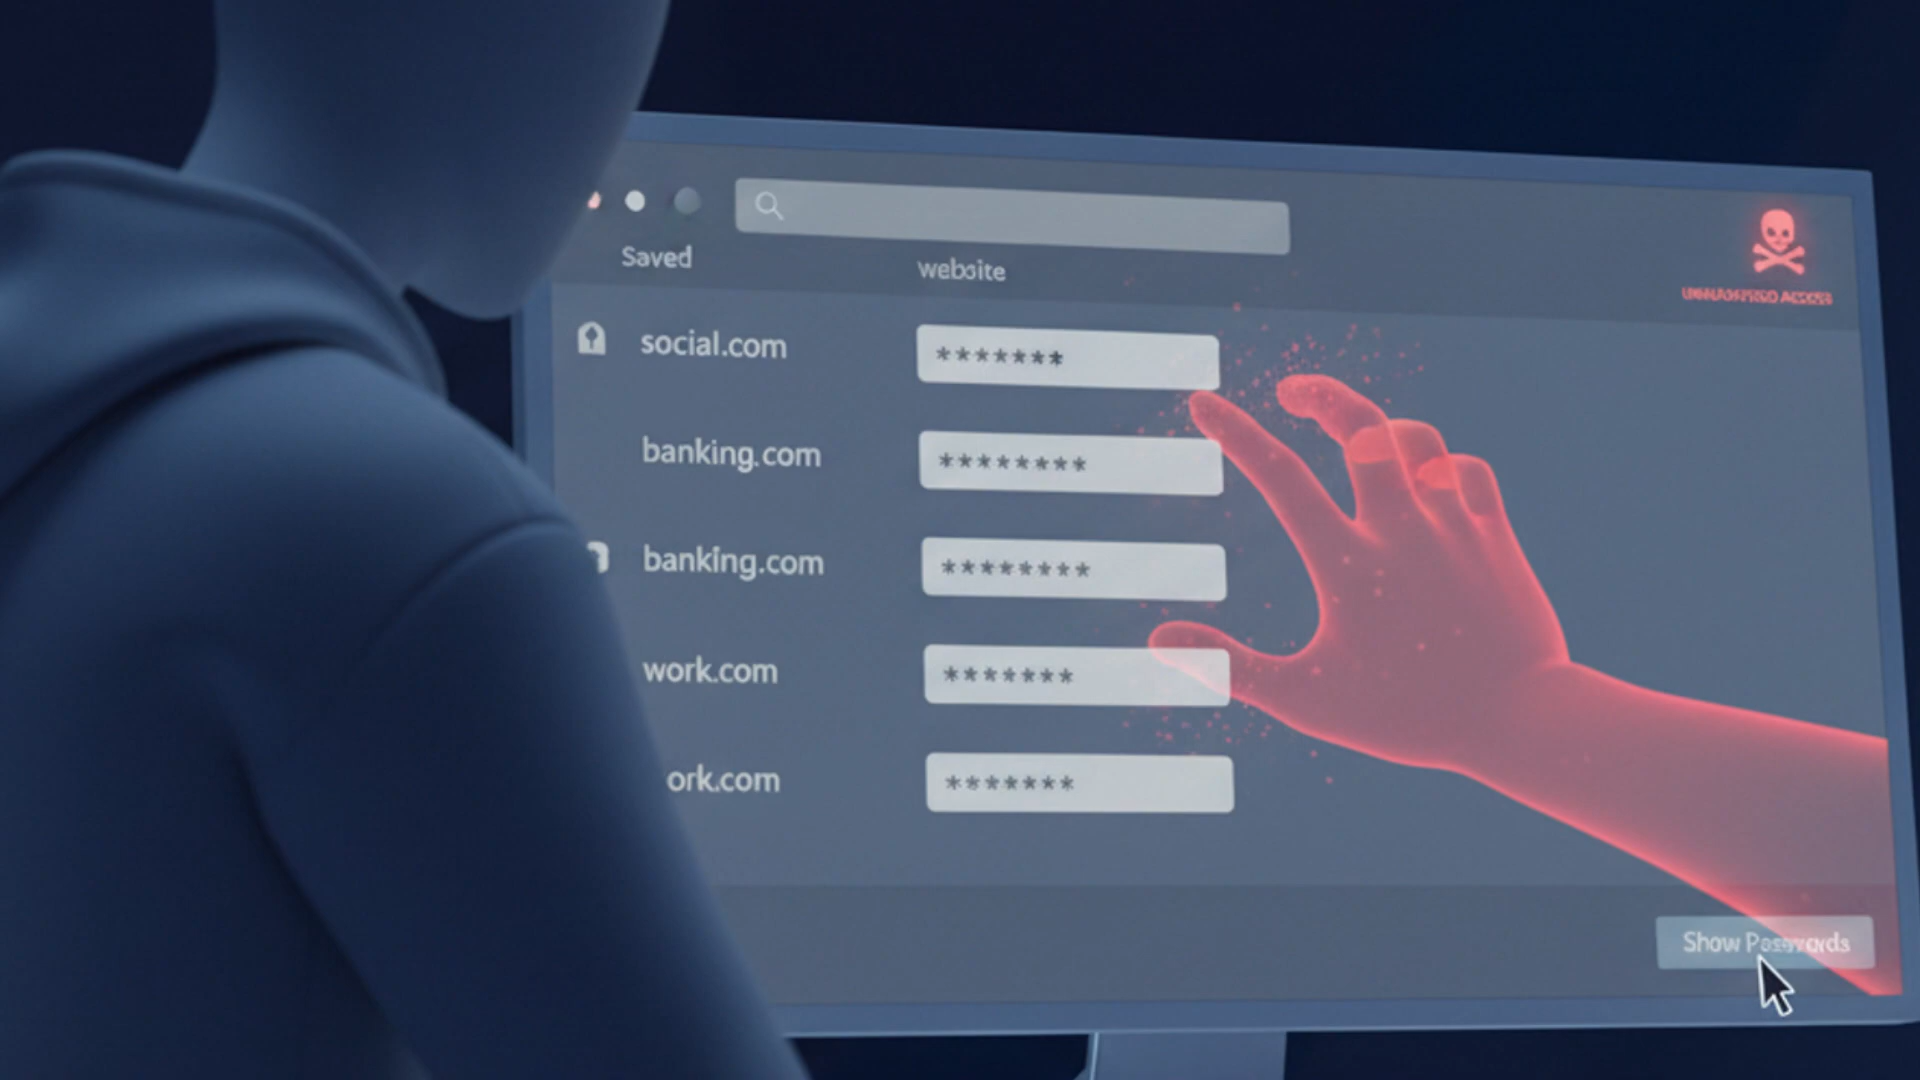 Saved website
social.com *******
banking.com ********
banking.com ********
work.com *******
ork.com *******
Show